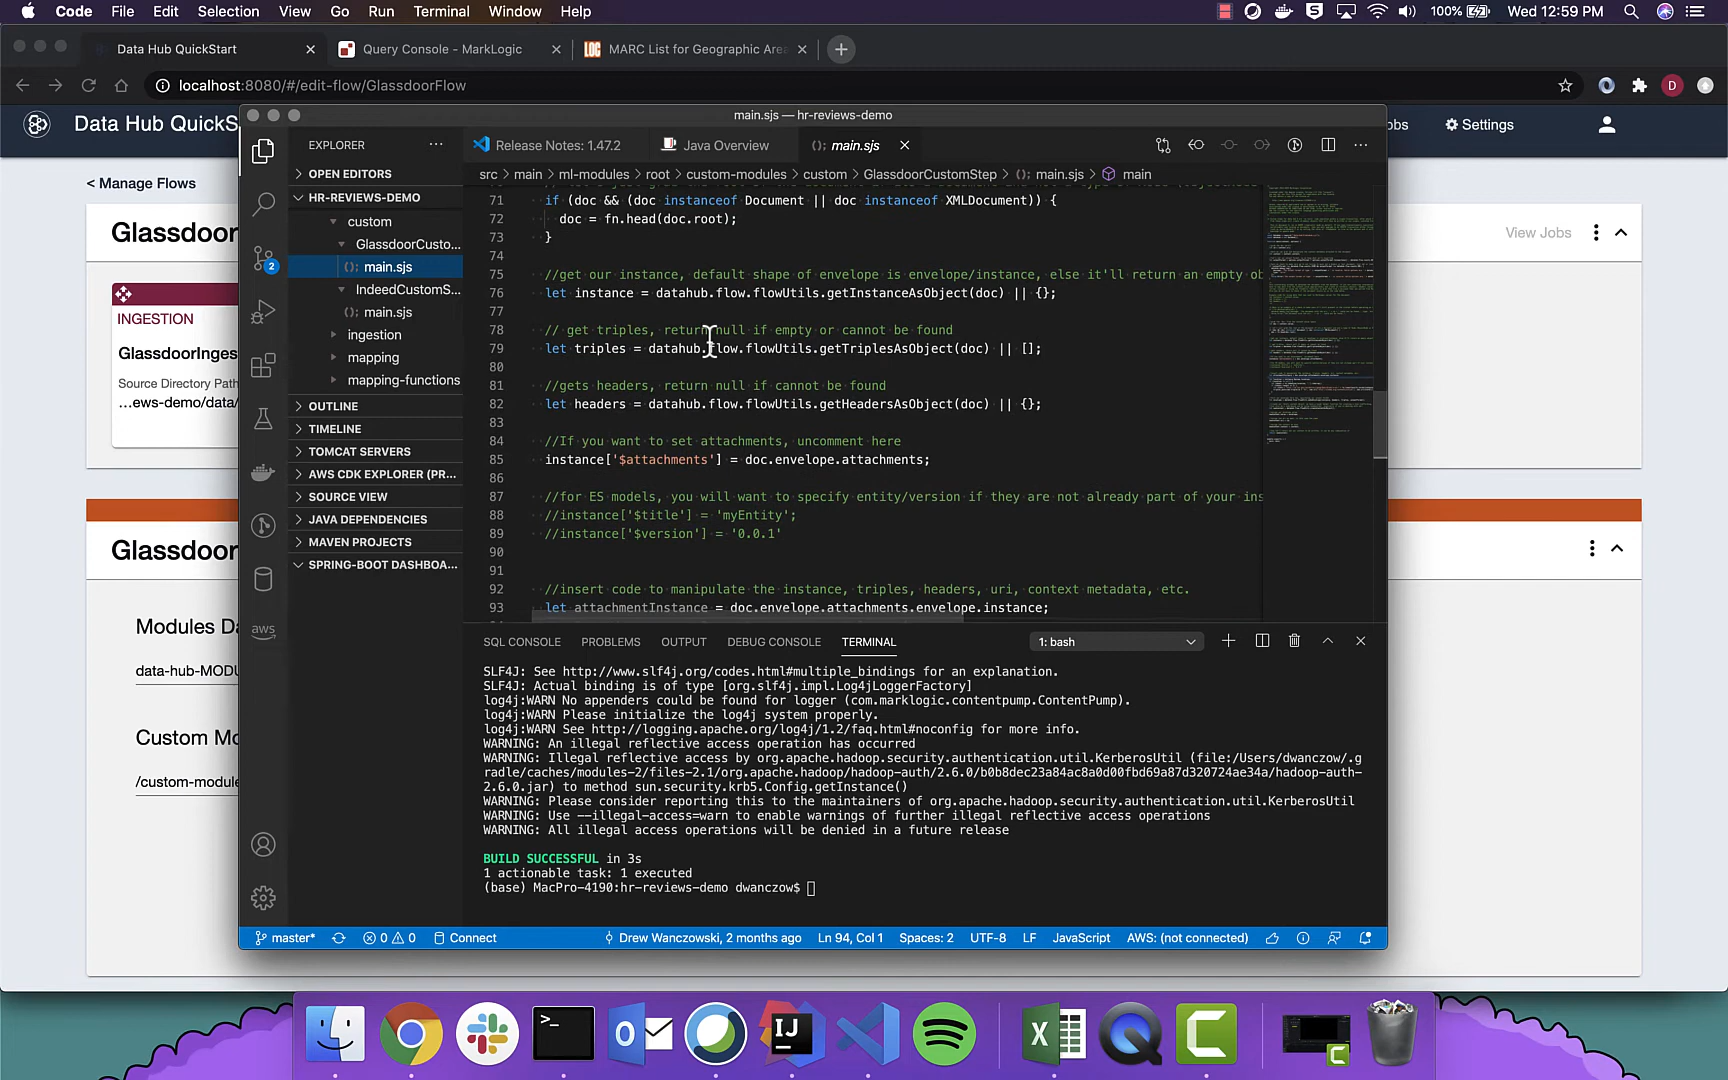 Code File Edit Selection View Go Run Terminal Window Help 100% Wed 12:59 PM
Data Hub QuickStart
Query Console - MarkLogic
LOC MARC List for Geographic Area
localhost:8080/#/edit-flow/GlassdoorFlow
D
Data Hub QuickS
obs
Settings
main.sjs — hr-reviews-demo
EXPLORER
Release Notes: 1.47.2
Java Overview
main.sjs
< Manage Flows
src > main > ml-modules > root > custom-modules > custom > GlassdoorCustomStep > main.sjs > main
OPEN EDITORS
HR-REVIEWS-DEMO
custom
GlassdoorCusto...
main.sjs
IndeedCustomS...
main.sjs
ingestion
mapping
mapping-functions
OUTLINE
TIMELINE
TOMCAT SERVERS
AWS CDK EXPLORER (PR...
SOURCE VIEW
JAVA DEPENDENCIES
MAVEN PROJECTS
SPRING-BOOT DASHBOA...
2
aws
Glassdoor
View Jobs
INGESTION
GlassdoorInges
Source Directory Path
...ews-demo/data/
Glassdoor
Modules Da
data-hub-MODU
Custom Mo
/custom-module
71 if (doc && (doc instanceof Document || doc instanceof XMLDocument)) {
72 doc = fn.head(doc.root);
73 }
74
75 //get our instance, default shape of envelope is envelope/instance, else it'll return an empty ob
76 let instance = datahub.flow.flowUtils.getInstanceAsObject(doc) || {};
77
78 // get triples, return null if empty or cannot be found
79 let triples = datahub.flow.flowUtils.getTriplesAsObject(doc) || [];
80
81 //gets headers, return null if cannot be found
82 let headers = datahub.flow.flowUtils.getHeadersAsObject(doc) || {};
83
84 //If you want to set attachments, uncomment here
85 instance['$attachments'] = doc.envelope.attachments;
86
87 //for ES models, you will want to specify entity/version if they are not already part of your ins
88 //instance['$title'] = 'myEntity';
89 //instance['$version'] = '0.0.1'
90
91
92 //insert code to manipulate the instance, triples, headers, uri, context metadata, etc.
93 let attachmentInstance = doc.envelope.attachments.envelope.instance;
SQL CONSOLE PROBLEMS OUTPUT DEBUG CONSOLE TERMINAL 1: bash
SLF4J: See http://www.slf4j.org/codes.html#multiple_bindings for an explanation.
SLF4J: Actual binding is of type [org.slf4j.impl.Log4jLoggerFactory]
log4j:WARN No appenders could be found for logger (com.marklogic.contentpump.ContentPump).
log4j:WARN Please initialize the log4j system properly.
log4j:WARN See http://logging.apache.org/log4j/1.2/faq.html#noconfig for more info.
WARNING: An illegal reflective access operation has occurred
WARNING: Illegal reflective access by org.apache.hadoop.security.authentication.util.KerberosUtil (file:/Users/dwanczow/.g
radle/caches/modules-2/files-2.1/org.apache.hadoop/hadoop-auth/2.6.0/b0b8dec23a84ac8a0d00fbd69a87d320724ae34a/hadoop-auth-
2.6.0.jar) to method sun.security.krb5.Config.getInstance()
WARNING: Please consider reporting this to the maintainers of org.apache.hadoop.security.authentication.util.KerberosUtil
WARNING: Use --illegal-access=warn to enable warnings of further illegal reflective access operations
WARNING: All illegal access operations will be denied in a future release
BUILD SUCCESSFUL in 3s
1 actionable task: 1 executed
(base) MacPro-4190:hr-reviews-demo dwanczow$
master* 0 0 Connect Drew Wanczowski, 2 months ago Ln 94, Col 1 Spaces: 2 UTF-8 LF JavaScript AWS: (not connected)